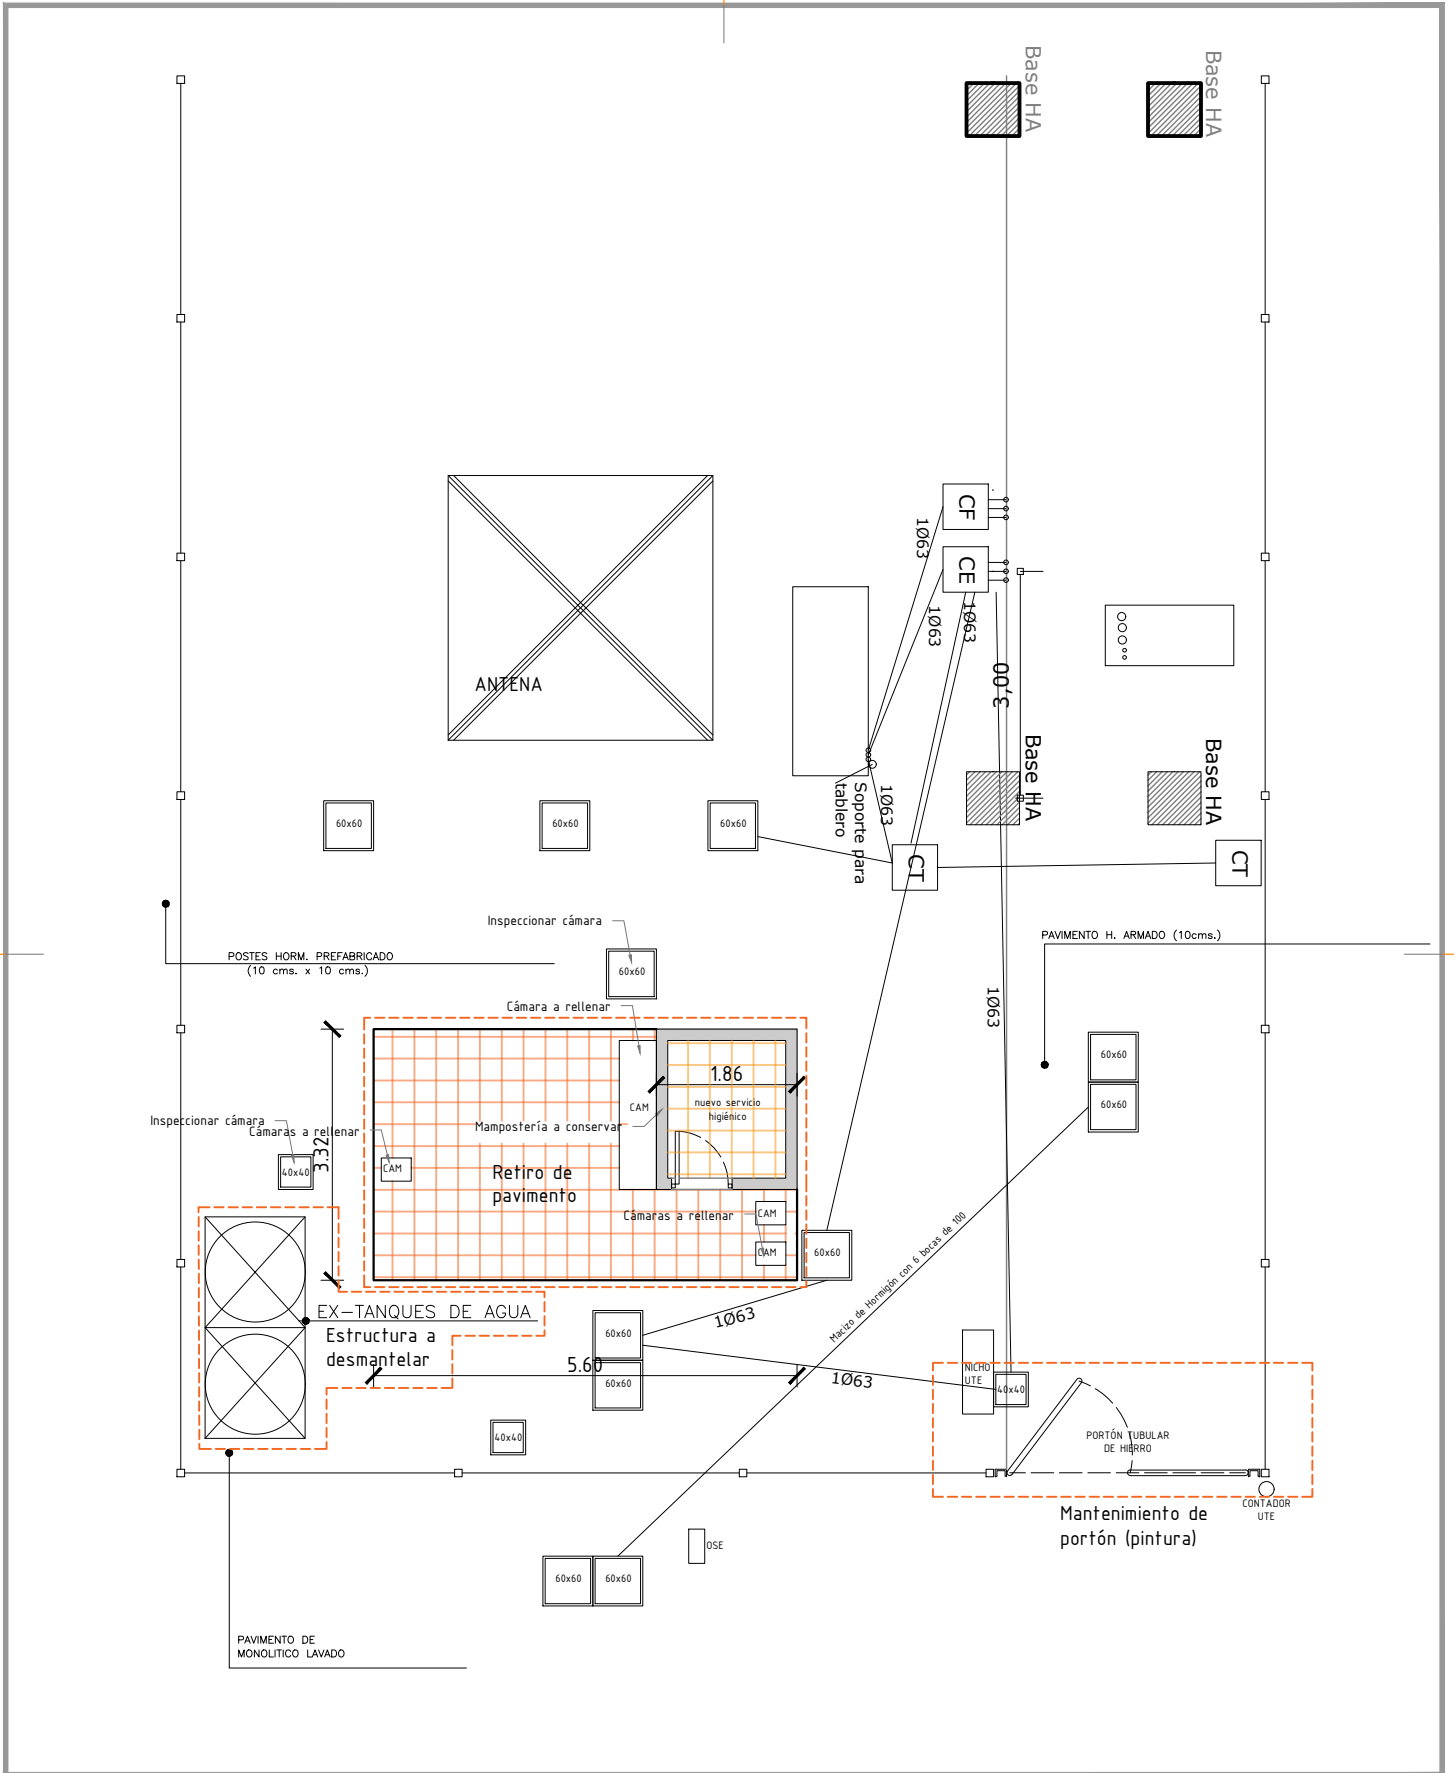 Base HA
Base HA
CF
1Ø63
CE
1Ø63
1Ø63
3,00
ANTENA
Base HA
Base HA
Soporte para
tablero
1Ø63
60x60
60x60
60x60
CT
CT
Inspeccionar cámara
PAVIMENTO H. ARMADO (10cms.)
POSTES HORM. PREFABRICADO
(10 cms. x 10 cms.)
60x60
Cámara a rellenar
1Ø63
60x60
1.86
nuevo servicio
higiénico
CAM
60x60
Inspeccionar cámara
Cámaras a rellenar
Mampostería a conservar
3.32
40x40
CAM
Retiro de
pavimento
CAM
Cámaras a rellenar
CAM
60x60
Macizo de Hormigón con 6 bocas de 100
EX-TANQUES DE AGUA
1Ø63
Estructura a
desmantelar
60x60
5.60
60x60
1Ø63
NICHO
UTE
40x40
40x40
PORTÓN TUBULAR
DE HIERRO
CONTADOR
UTE
Mantenimiento de
portón (pintura)
OSE
60x60
60x60
PAVIMENTO DE
MONOLITICO LAVADO